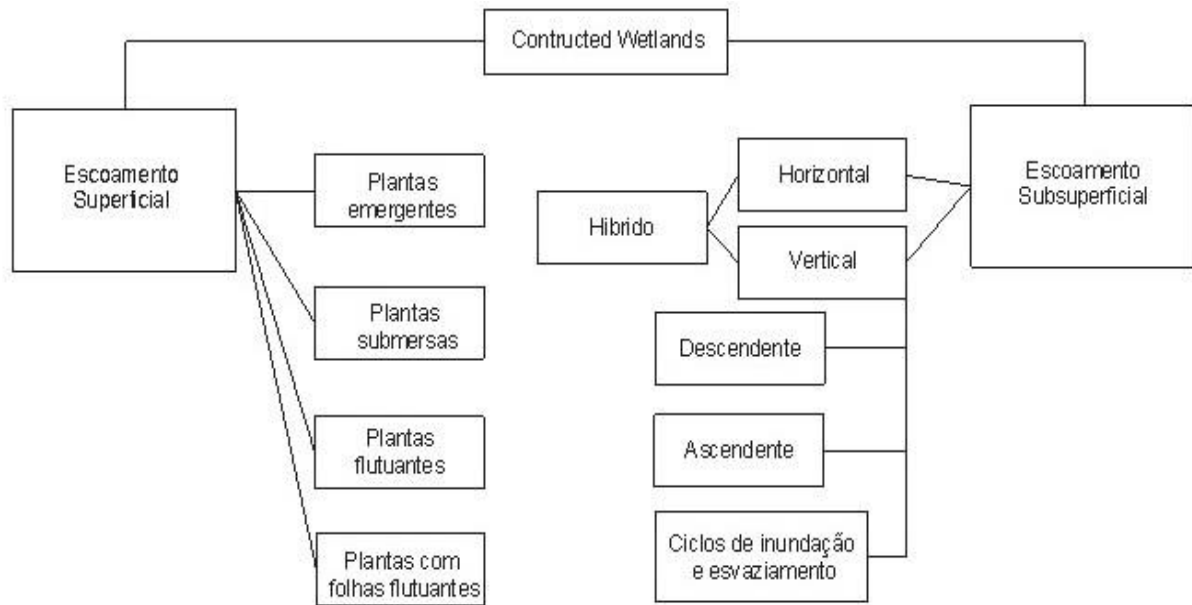 Contructed Wetlands
Escoamento
Superficial
Plantas
emergentes
Plantas
submersas
Plantas
flutuantes
Plantas com
folhas flutuantes
Escoamento
Subsuperficial
Horizontal
Hibrido
Vertical
Descendente
Ascendente
Ciclos de inundação
e esvaziamento